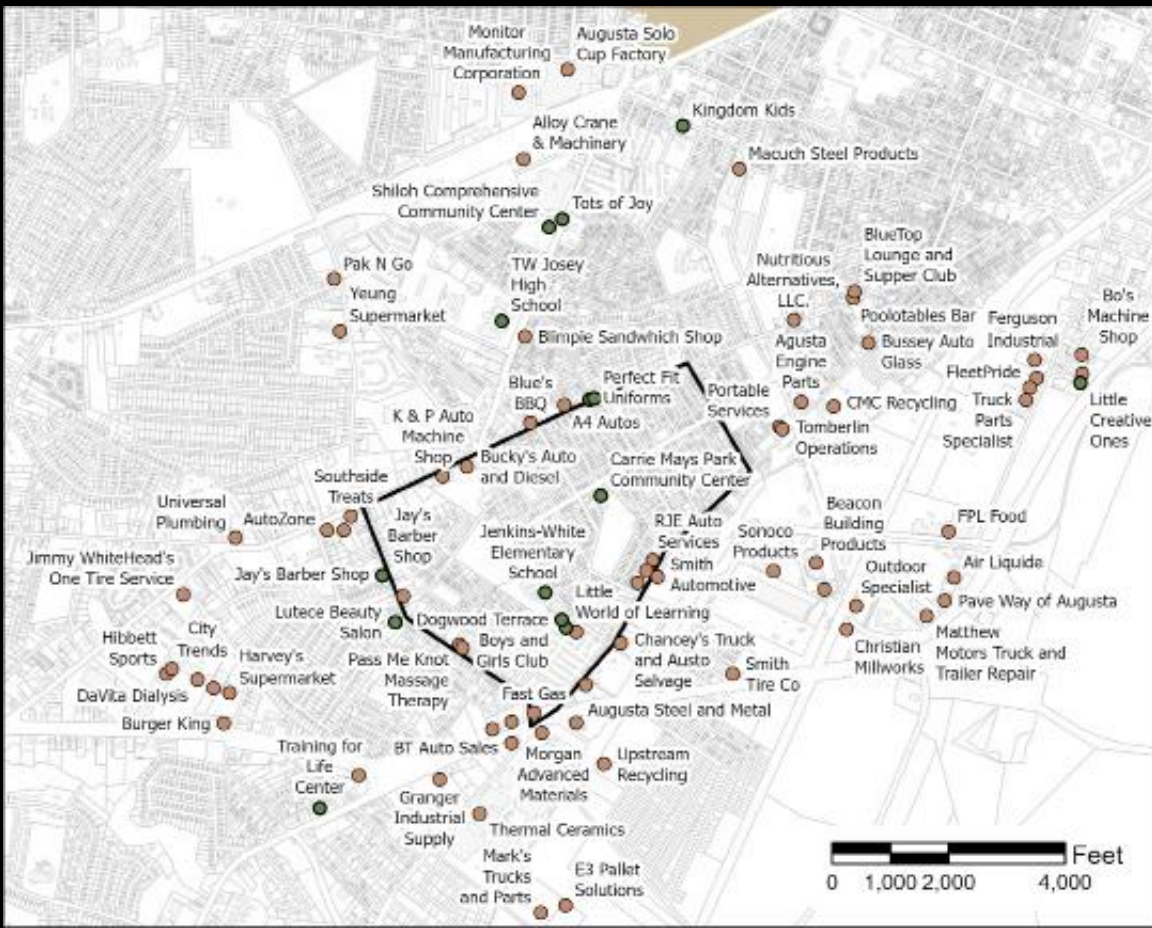 Monitor
Manufacturing
Corporation
Augusta Solo
Cup Factory
Kingdom Kids
Alloy Crane
& Machinary
Macuch Steel Products
Shiloh Comprehensive
Community Center
Tots of Joy
BlueTop
Lounge and
Supper Club
Nutritious
Alternatives,
LLC.
Pak N Go
Yeung
Supermarket
TW Josey
High
School
Poolotables Bar
Bo's
Machine
Shop
Ferguson
Industrial
Blimpie Sandwhich Shop
Agusta
Engine
Parts
Bussey Auto
Glass
FleetPride
Blue's
BBQ
Perfect Fit
Uniforms
Portable
Services
A4 Autos
CMC Recycling
Truck
Parts
Specialist
Little
Creative
Ones
K & P Auto
Machine
Shop
Tomberlin
Operations
Bucky's Auto
and Diesel
Carrie Mays Park
Community Center
Southside
Treats
Universal
Plumbing
AutoZone
Jay's
Barber
Shop
RJE Auto
Services
Sonoco
Products
Beacon
Building
Products
FPL Food
Jenkins-White
Elementary
School
Jimmy WhiteHead's
One Tire Service
Jay's Barber Shop
Smith
Automotive
Outdoor
Specialist
Air Liquide
Little
World of Learning
Pave Way of Augusta
Lutece Beauty
Salon
Dogwood Terrace
Boys and
Girls Club
Hibbett
Sports
City
Trends
Harvey's
Supermarket
Pass Me Knot
Massage
Therapy
Chancey's Truck
and Austo
Salvage
Smith
Tire Co
Christian
Millworks
Matthew
Motors Truck and
Trailer Repair
DaVita Dialysis
Fast Gas
Burger King
Augusta Steel and Metal
Training for
Life
Center
BT Auto Sales
Morgan
Advanced
Materials
Upstream
Recycling
Granger
Industrial
Supply
Thermal Ceramics
Mark's
Trucks
and Parts
E3 Pallet
Solutions
Feet
0 1,000 2,000 4,000